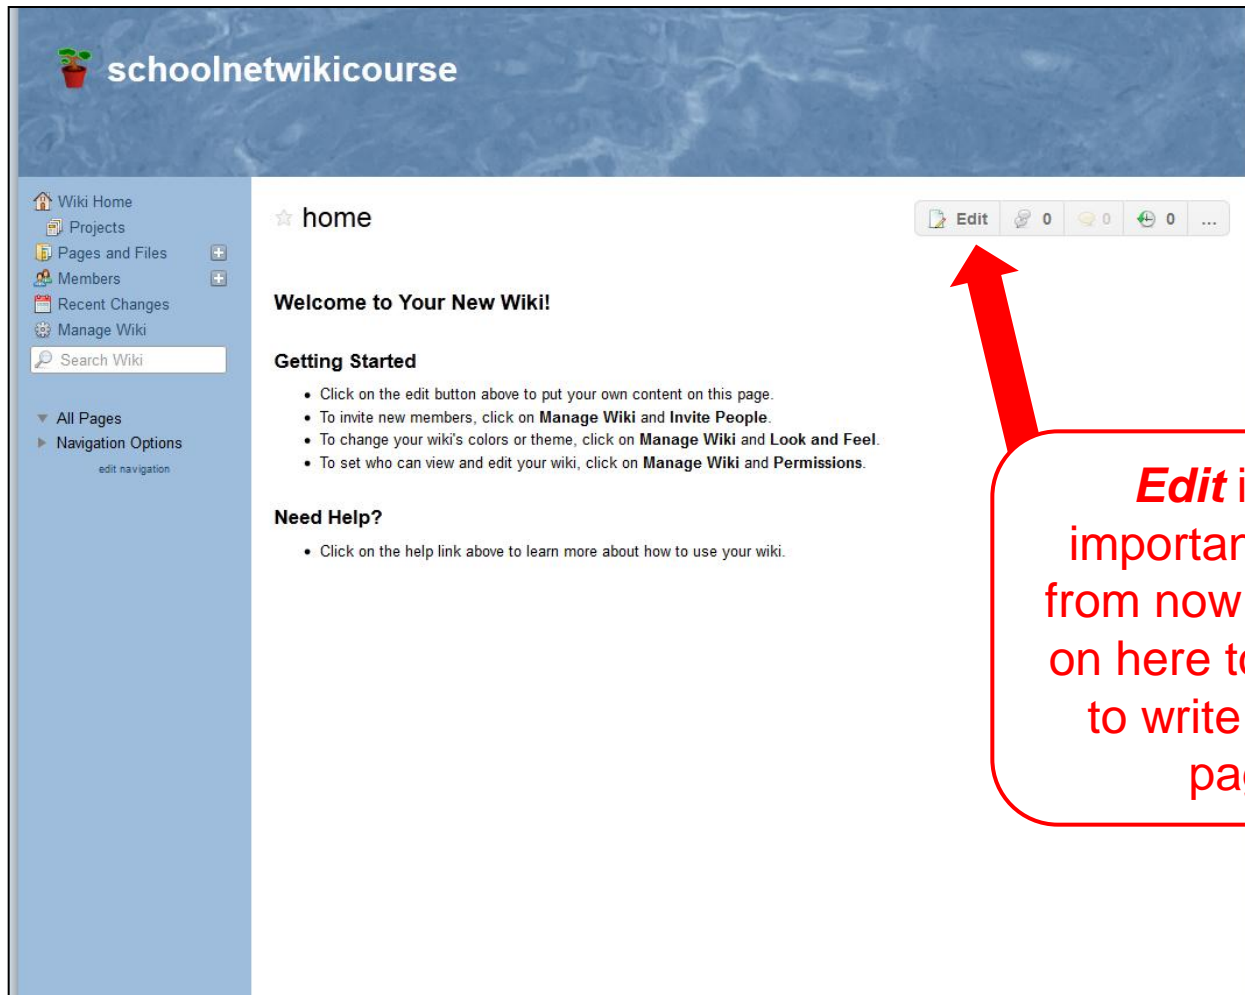 schoolnetwikicourse
Wiki Home
Projects
Pages and Files
Members
Recent Changes
Manage Wiki
Search Wiki
All Pages
Navigation Options
edit navigation
home
Edit 0 0 0 ...
Welcome to Your New Wiki!
Getting Started
• Click on the edit button above to put your own content on this page.
• To invite new members, click on Manage Wiki and Invite People.
• To change your wiki's colors or theme, click on Manage Wiki and Look and Feel.
• To set who can view and edit your wiki, click on Manage Wiki and Permissions.
Need Help?
• Click on the help link above to learn more about how to use your wiki.
Edit
from now
on here
to write